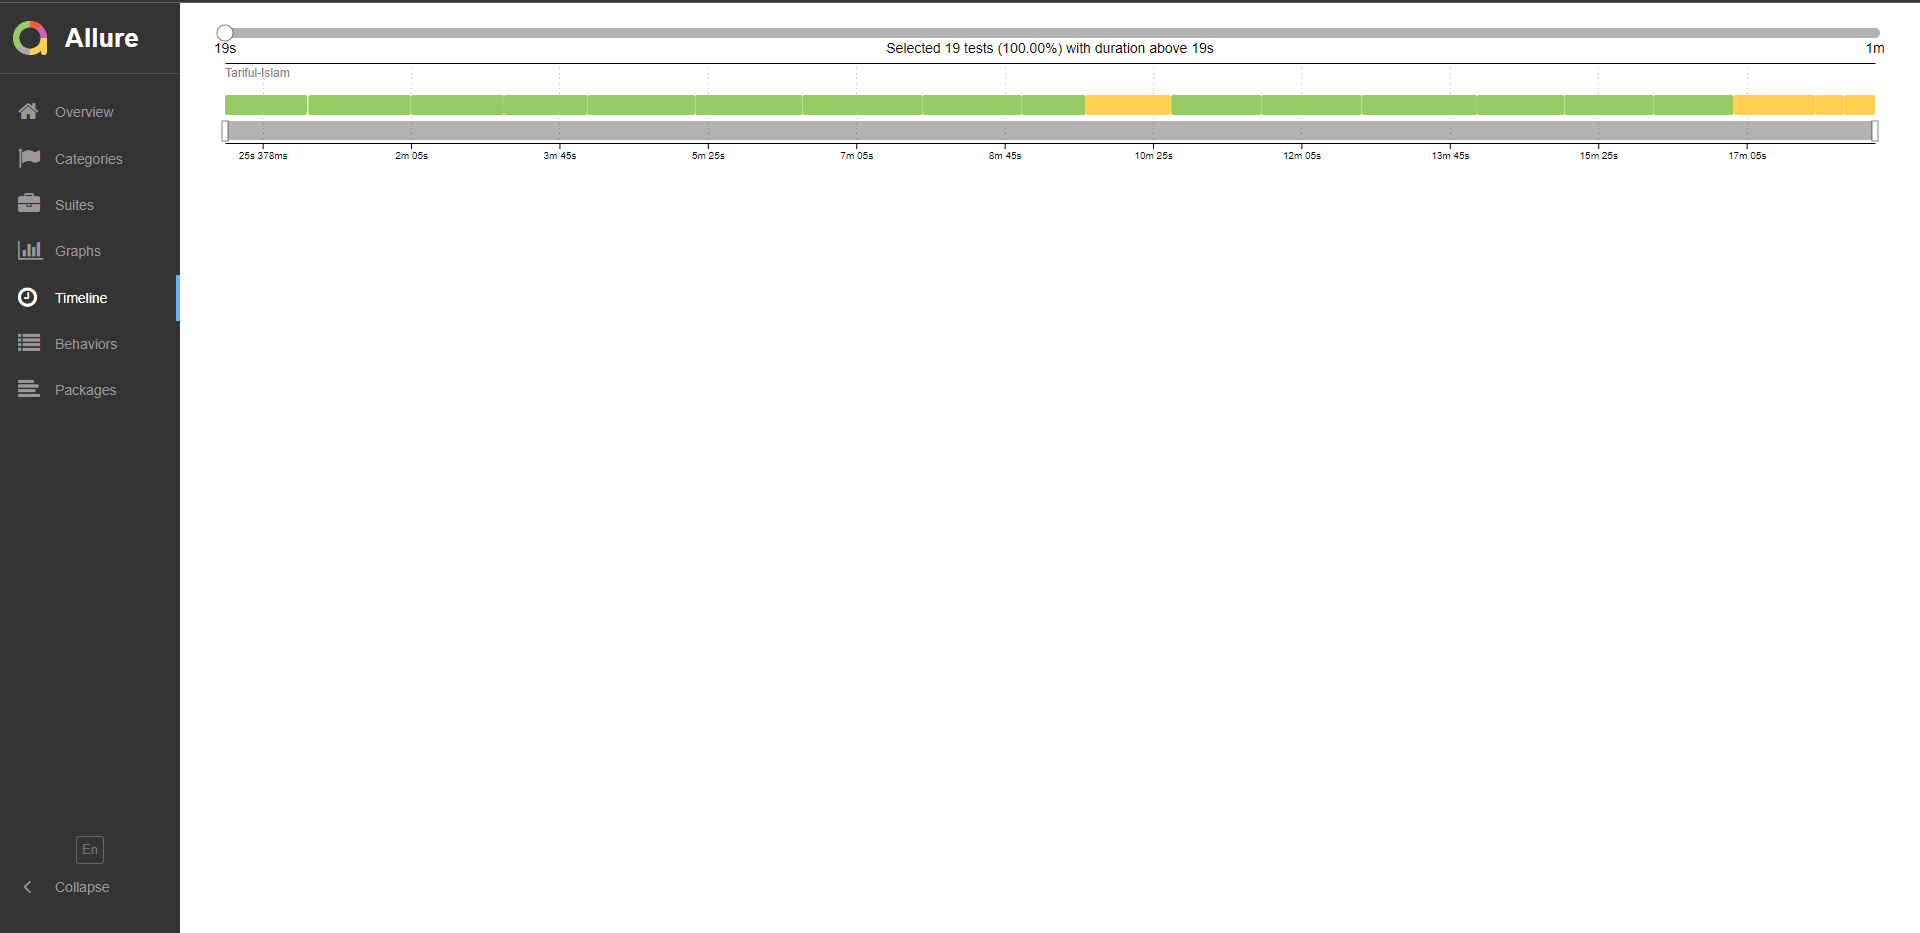 Allure
Overview
Categories
Suites
Graphs
Timeline
Behaviors
Packages
En
Collapse
19s
Selected 19 tests (100.00%) with duration above 19s
1m
Tariful-Islam
25s 378ms
2m 05s
3m 45s
5m 25s
7m 05s
8m 45s
10m 25s
12m 05s
13m 45s
15m 25s
17m 05s